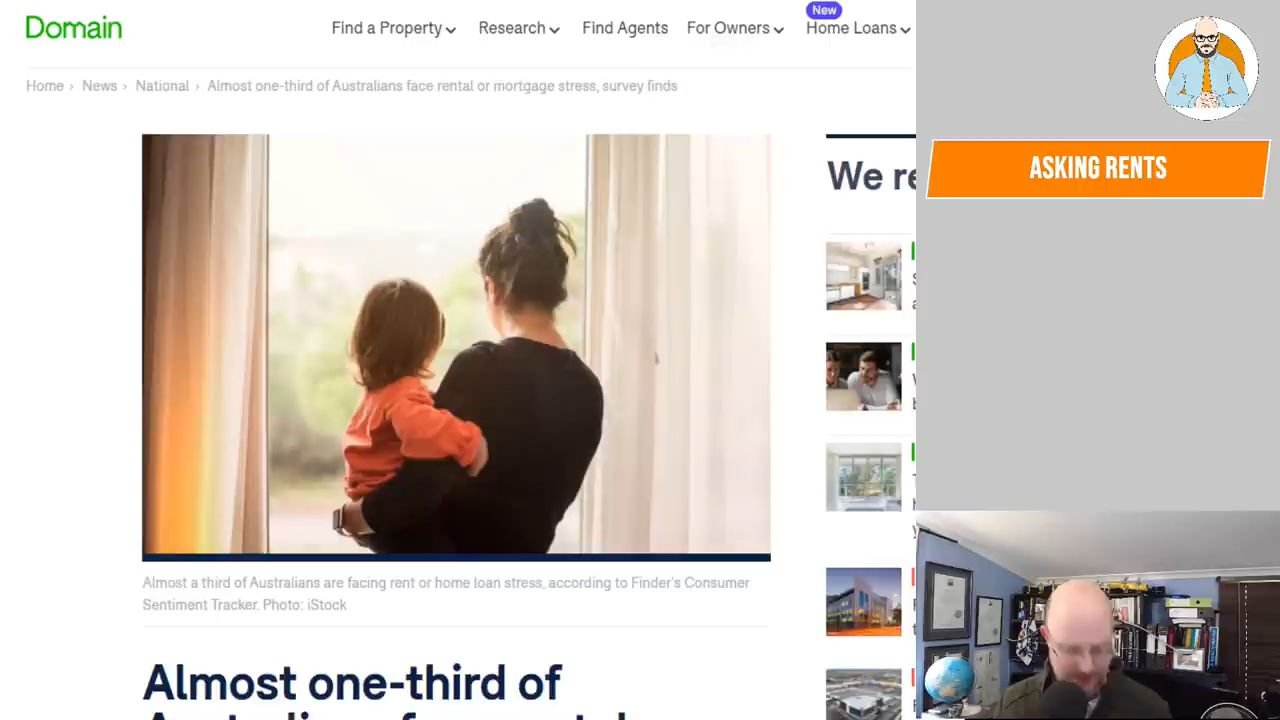 Domain
Find a Property
Research
Find Agents
For Owners
New
Home Loans
Home › News › National › Almost one-third of Australians face rental or mortgage stress, survey finds
We re
ASKING RENTS
Almost a third of Australians are facing rent or home loan stress, according to Finder's Consumer
Sentiment Tracker. Photo: iStock
Almost one-third of